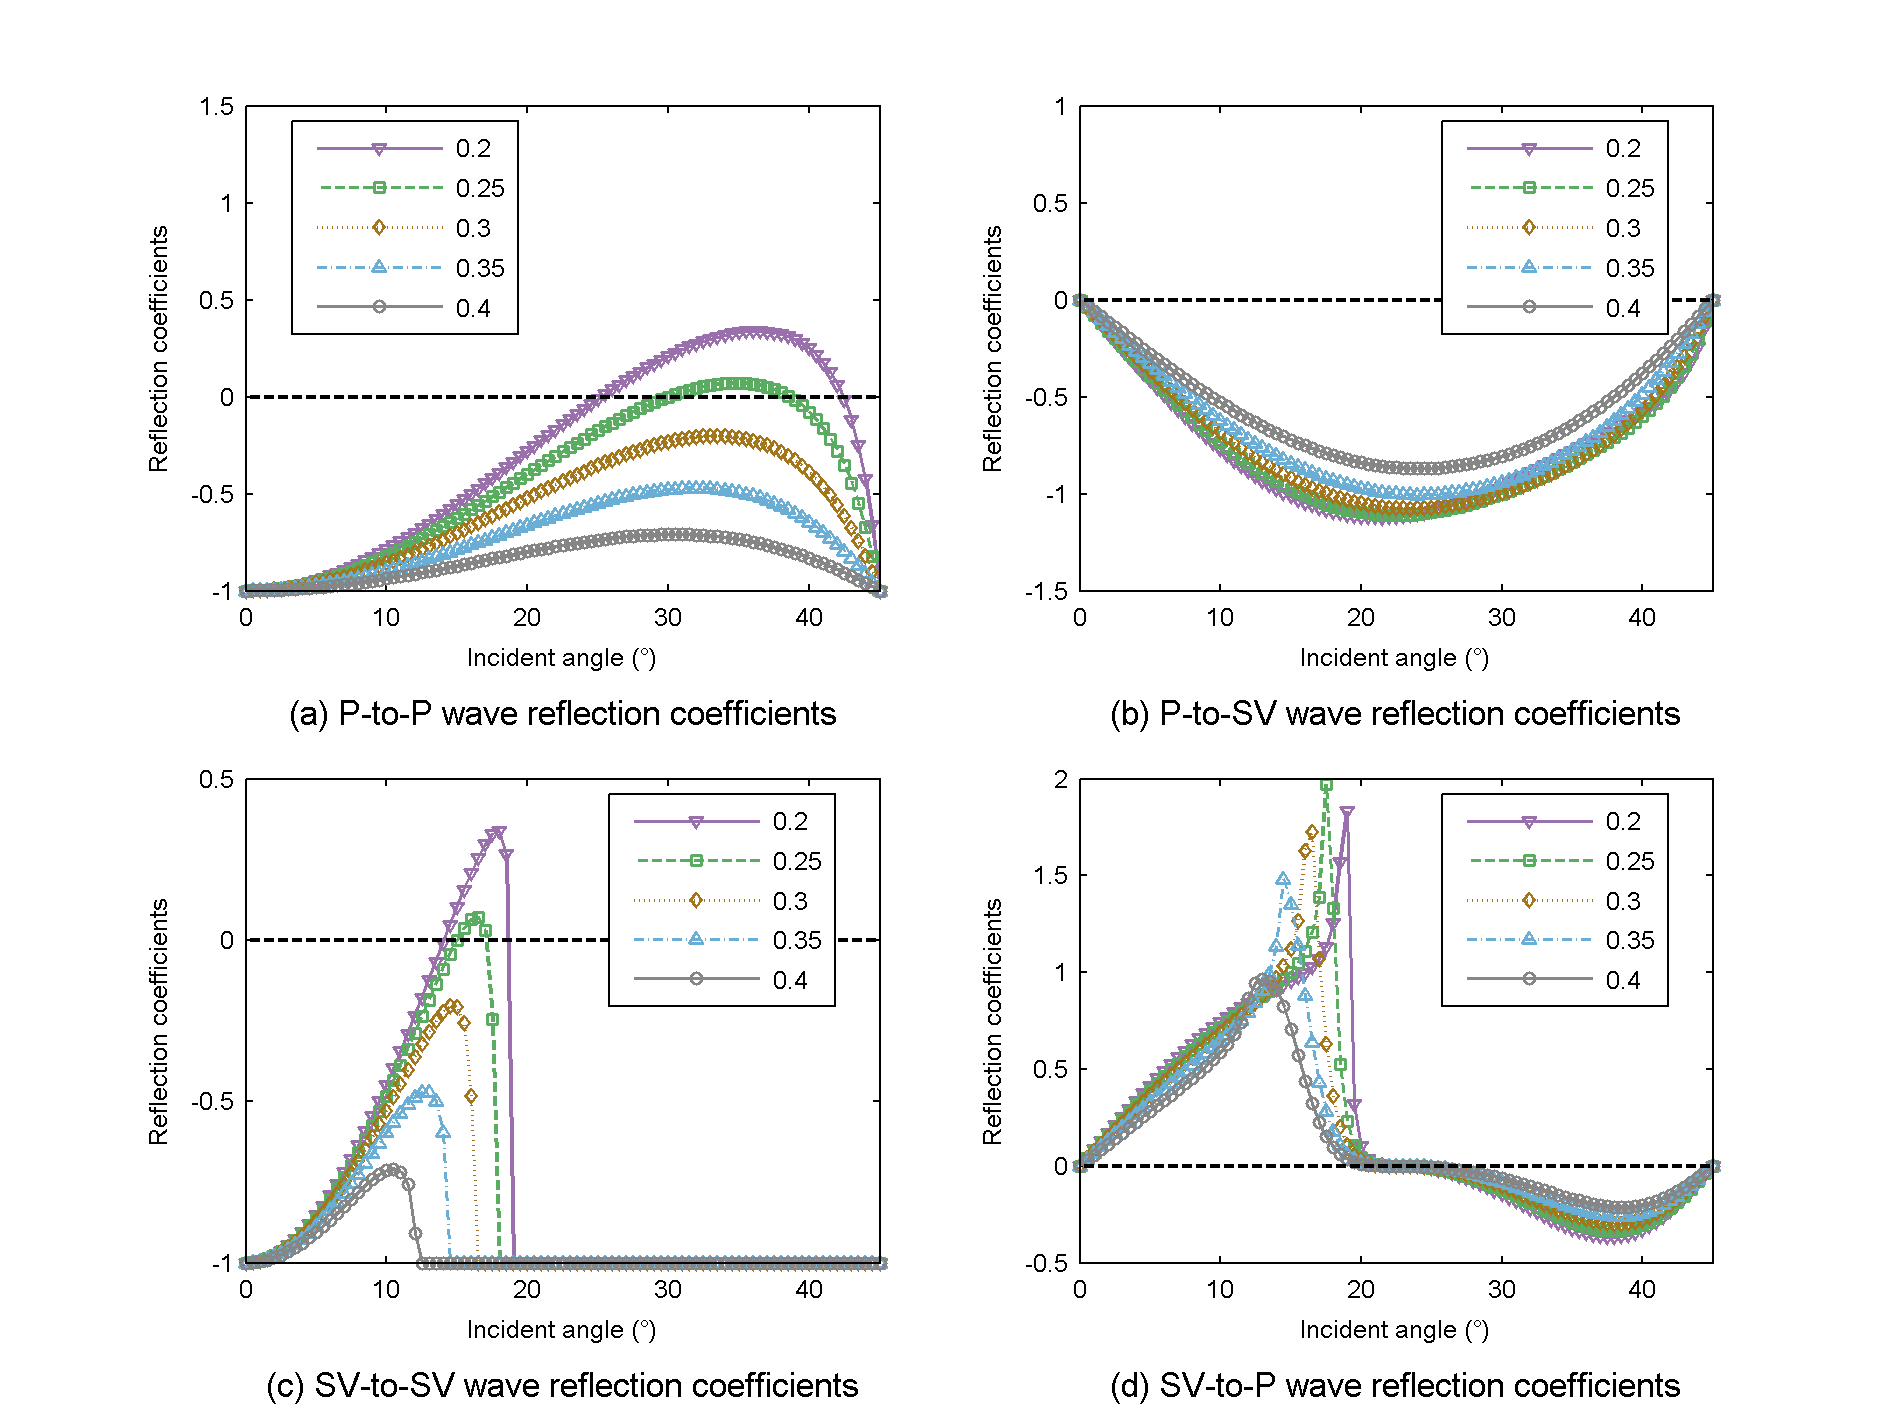 1.5
1
0.5
0
-0.5
-1
0 10 20 30 40
Reflection coefficients
Incident angle (°)
0.2
0.25
0.3
0.35
0.4
(a) P-to-P wave reflection coefficients
1
0.5
0
-0.5
-1
-1.5
0 10 20 30 40
Reflection coefficients
Incident angle (°)
0.2
0.25
0.3
0.35
0.4
(b) P-to-SV wave reflection coefficients
0.5
0
-0.5
-1
0 10 20 30 40
Reflection coefficients
Incident angle (°)
0.2
0.25
0.3
0.35
0.4
(c) SV-to-SV wave reflection coefficients
2
1.5
1
0.5
0
-0.5
0 10 20 30 40
Reflection coefficients
Incident angle (°)
0.2
0.25
0.3
0.35
0.4
(d) SV-to-P wave reflection coefficients